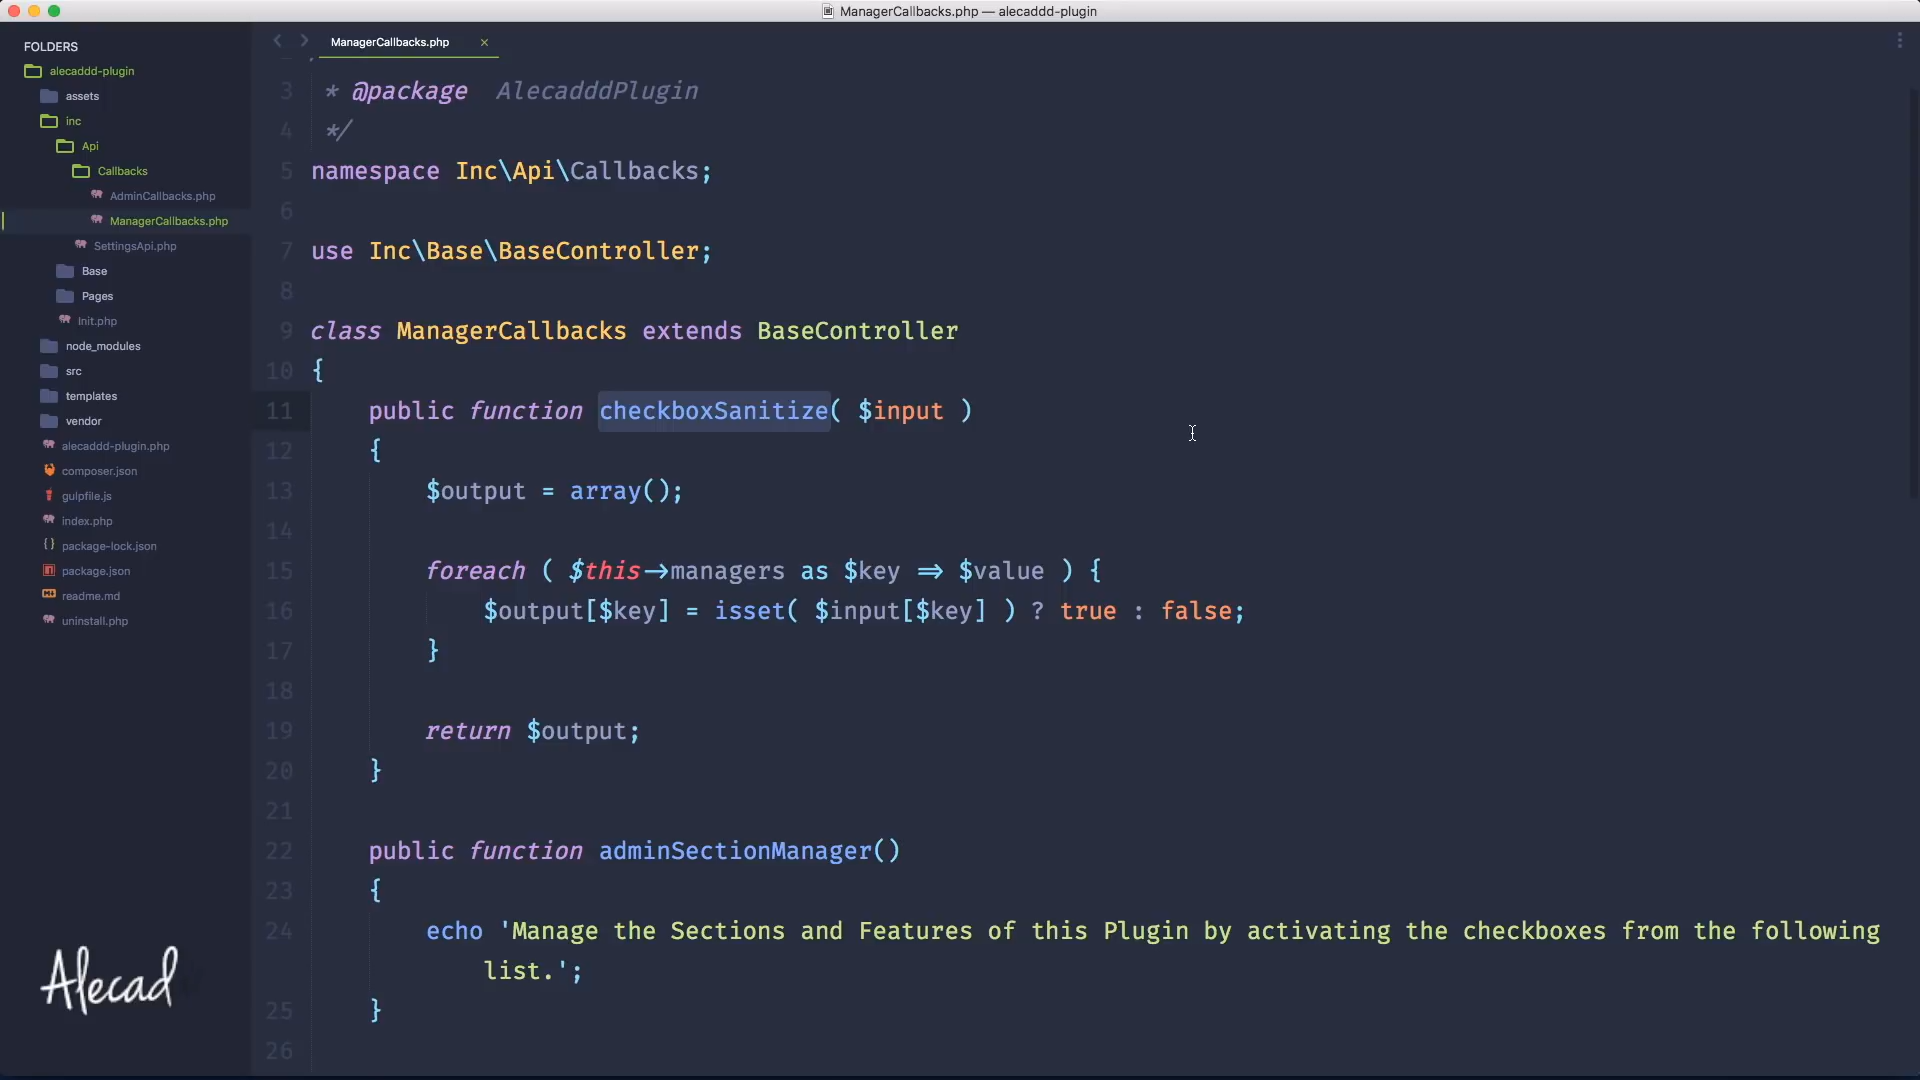 ManagerCallbacks.php — alecaddd-plugin
FOLDERS
alecaddd-plugin
assets
inc
Api
Callbacks
AdminCallbacks.php
ManagerCallbacks.php
SettingsApi.php
Base
Pages
Init.php
node_modules
src
templates
vendor
alecaddd-plugin.php
composer.json
gulpfile.js
index.php
package-lock.json
package.json
readme.md
uninstall.php
Alecad
ManagerCallbacks.php ×
3 * @package  AlecadddPlugin
4 */
5 namespace Inc\Api\Callbacks;
6
7 use Inc\Base\BaseController;
8
9 class ManagerCallbacks extends BaseController
10 {
11 public function checkboxSanitize( $input )
12 {
13 $output = array();
14
15 foreach ( $this->managers as $key => $value ) {
16 $output[$key] = isset( $input[$key] ) ? true : false;
17 }
18
19 return $output;
20 }
21
22 public function adminSectionManager()
23 {
24 echo 'Manage the Sections and Features of this Plugin by activating the checkboxes from the following
list.';
25 }
26